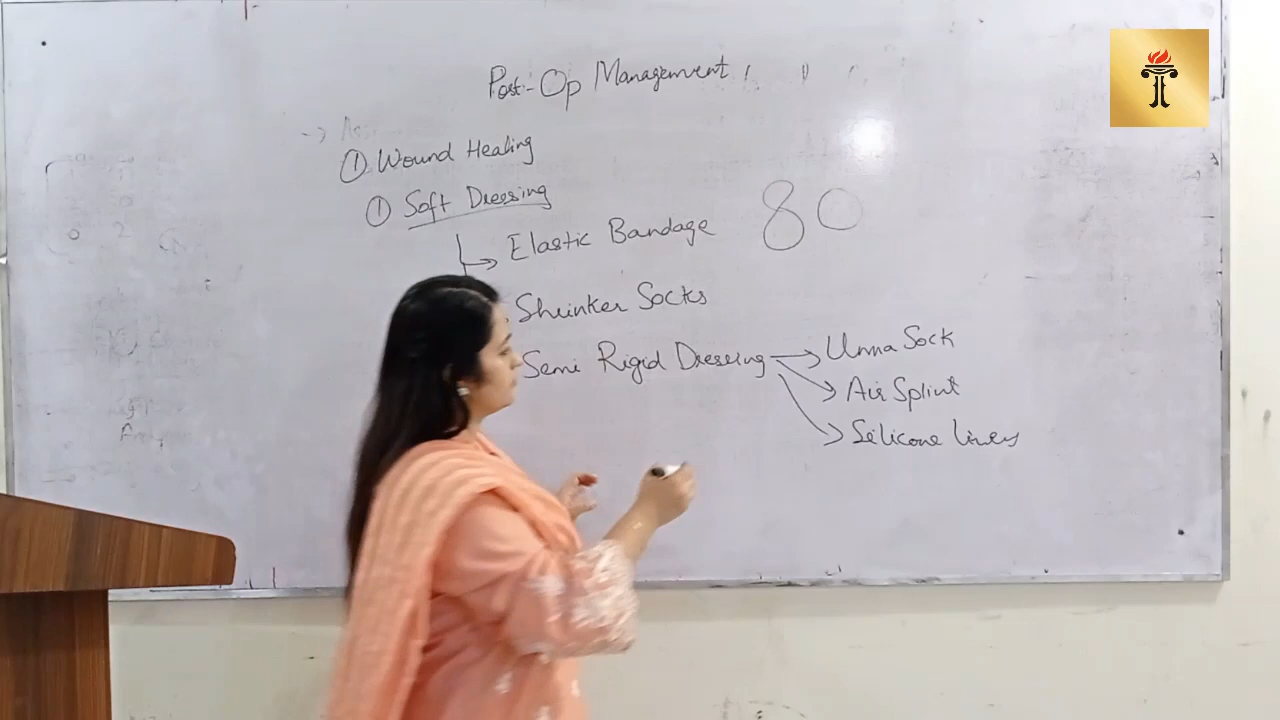 Post-Op Management
① Wound Healing
① Soft Dressing
Elastic Bandage 80
Shrinker Socks
Semi Rigid Dressing → Unna Sock
→ Air Splint
→ Silicone liners